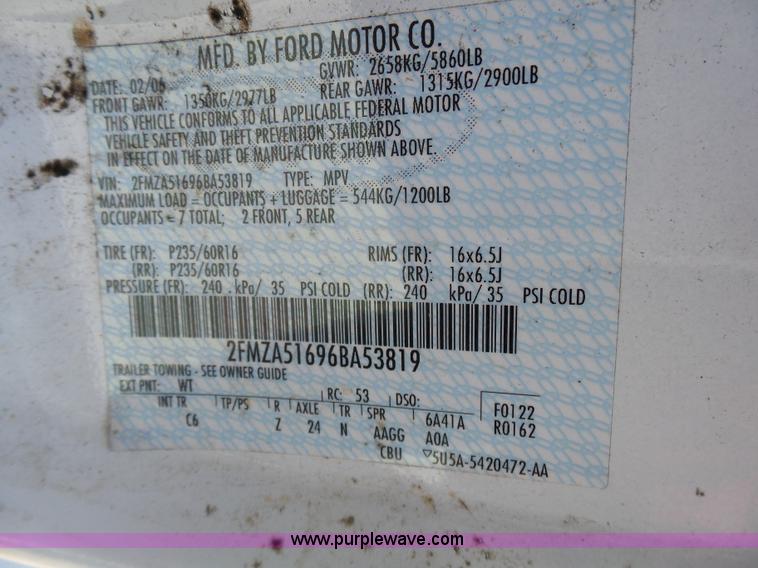 MFD. BY FORD MOTOR CO.
DATE: 02/06 GVWR: 2658KG/5860LB
FRONT GAWR: 1350KG/2977LB REAR GAWR: 1315KG/2900LB
THIS VEHICLE CONFORMS TO ALL APPLICABLE FEDERAL MOTOR
VEHICLE SAFETY AND THEFT PREVENTION STANDARDS
IN EFFECT ON THE DATE OF MANUFACTURE SHOWN ABOVE.
VIN: 2FMZA51696BA53819 TYPE: MPV
MAXIMUM LOAD = OCCUPANTS + LUGGAGE = 544KG/1200LB
OCCUPANTS = 7 TOTAL; 2 FRONT, 5 REAR
TIRE (FR): P235/60R16 RIMS (FR): 16x6.5J
(RR): P235/60R16 (RR): 16x6.5J
PRESSURE (FR): 240 kPa/ 35 PSI COLD (RR): 240 kPa/ 35 PSI COLD
2FMZA51696BA53819
TRAILER TOWING - SEE OWNER GUIDE
EXT PNT: WT RC: 53 DSO: F0122
INT TR TP/PS R AXLE TR SPR 6A41A R0162
C6 Z 24 N AAGG A0A
CBU ▽5U5A-5420472-AA
www.purplewave.com